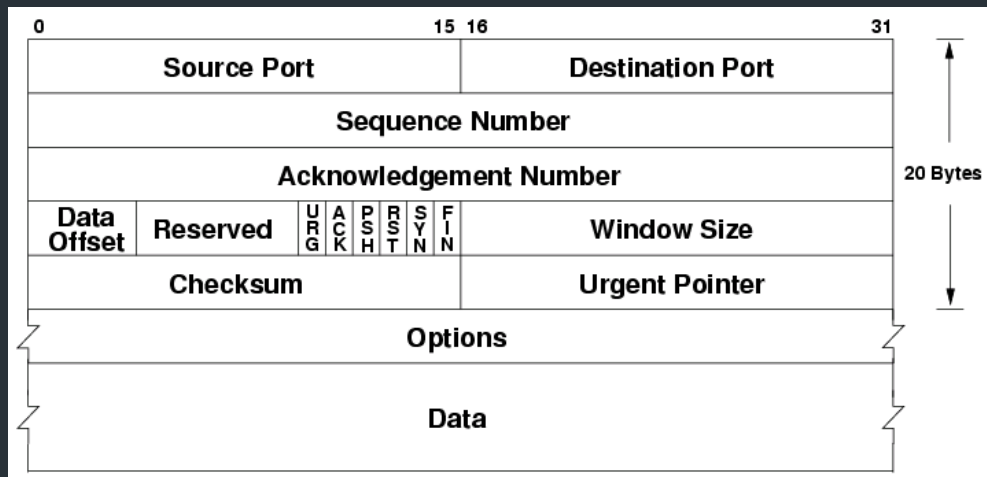 0 15 16 31
Source Port Destination Port
Sequence Number
Acknowledgement Number
20 Bytes
Data Offset Reserved URG ACK PSH RST SYN FIN Window Size
Checksum Urgent Pointer
Options
Data